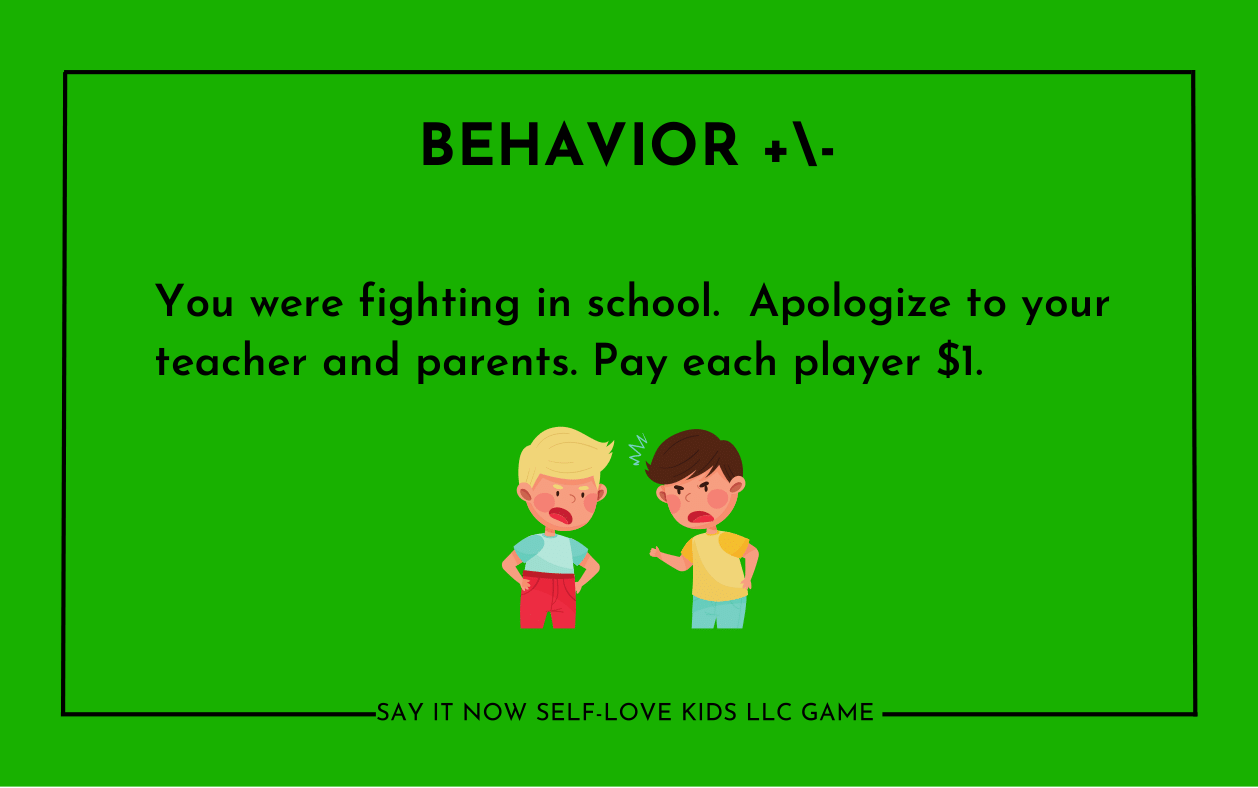 BEHAVIOR +\-
You were fighting in school.  Apologize to your
teacher and parents. Pay each player $1.
SAY IT NOW SELF-LOVE KIDS LLC GAME